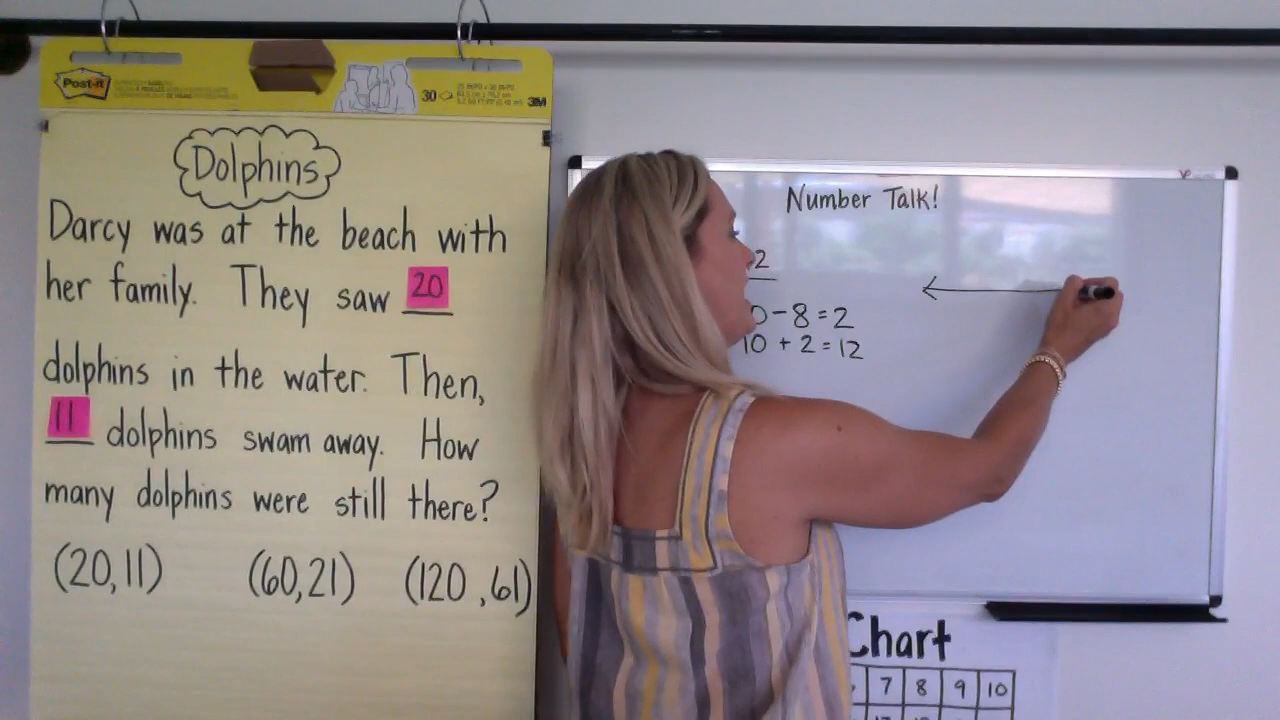 Post-it
30
3M
Dolphins
Darcy was at the beach with
her family. They saw 20
dolphins in the water. Then,
11 dolphins swam away. How
many dolphins were still there?
(20,11) (60,21) (120,61)
Number Talk!
2
0-8=2
10+2=12
Chart
7 8 9 10